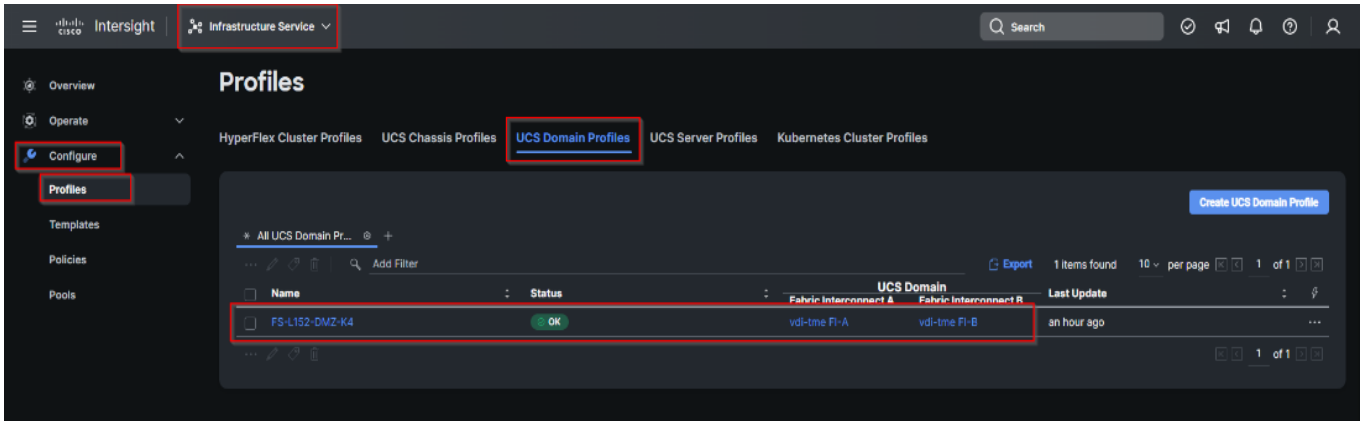 cisco Intersight Infrastructure Service Search
Overview
Operate
Configure
Profiles
Templates
Policies
Pools
Profiles
HyperFlex Cluster Profiles UCS Chassis Profiles UCS Domain Profiles UCS Server Profiles Kubernetes Cluster Profiles
Create UCS Domain Profile
All UCS Domain Pr... +
Add Filter Export 1 items found 10 per page 1 of 1
UCS Domain
Name Status Fabric Interconnect A Fabric Interconnect B Last Update
FS-L152-DMZ-K4 OK vdi-tme FI-A vdi-tme FI-B an hour ago ...
1 of 1